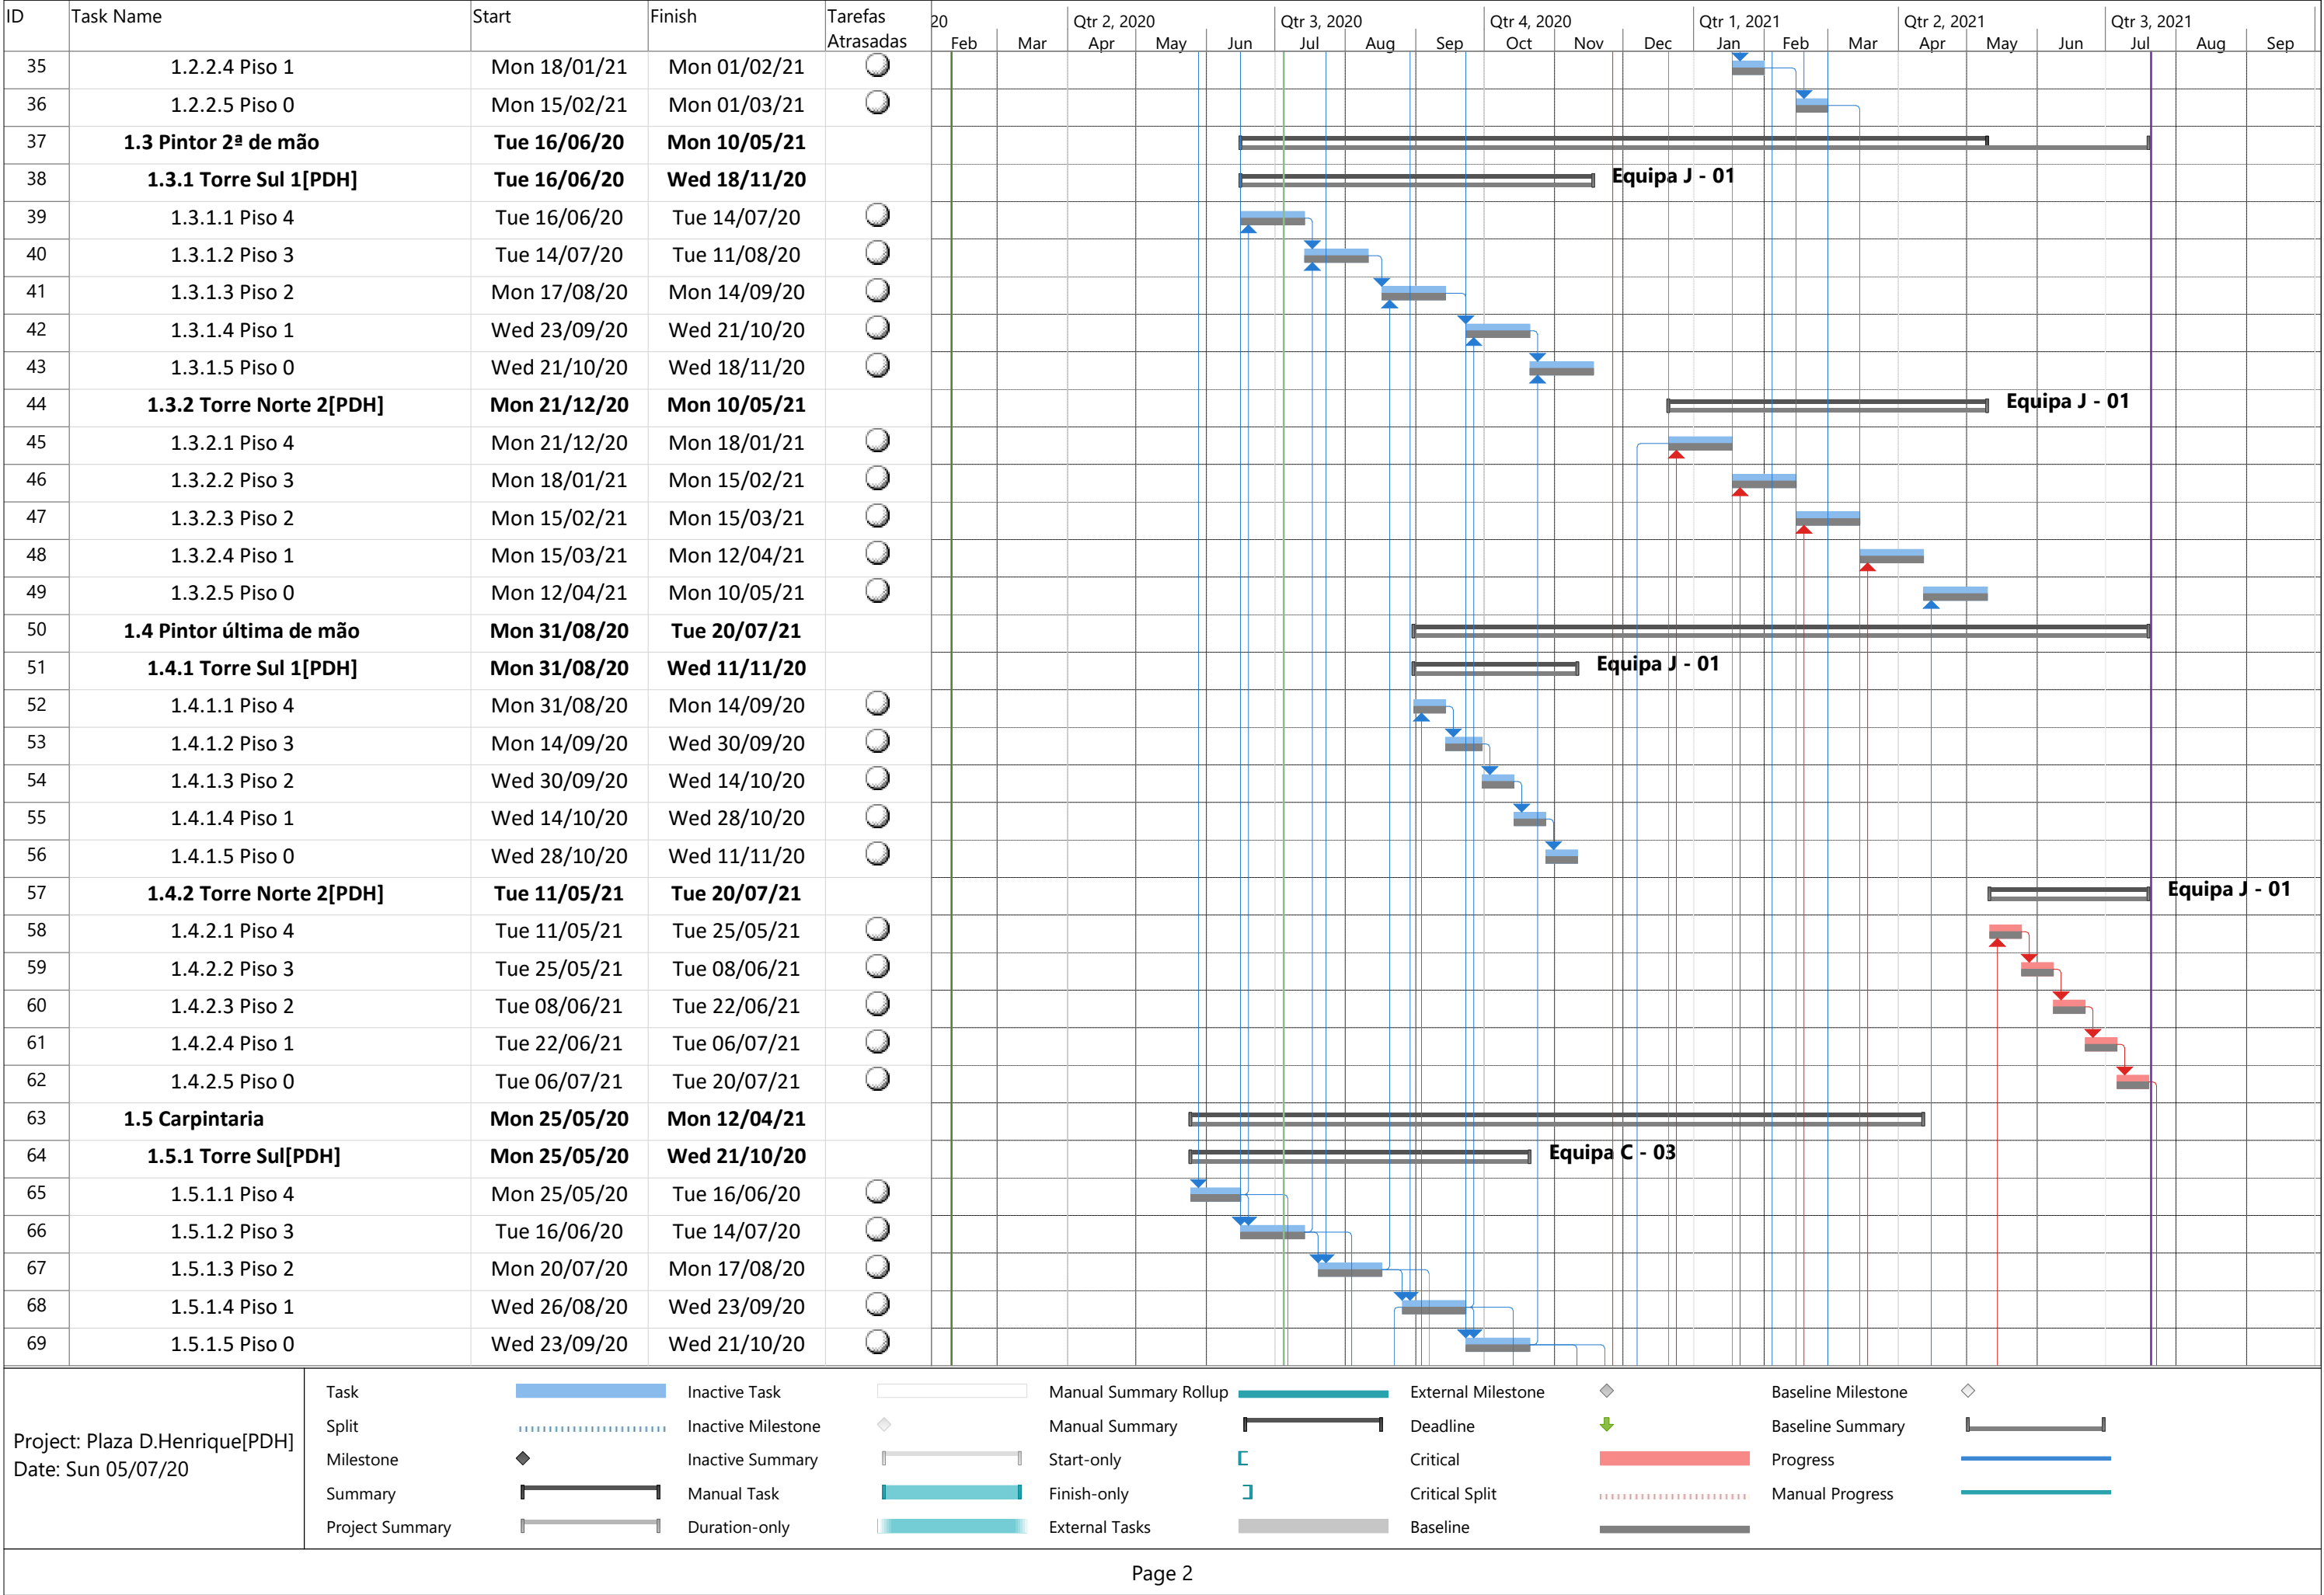 ID Task Name Start Finish Tarefas Atrasadas
20 Qtr 2, 2020 Qtr 3, 2020 Qtr 4, 2020 Qtr 1, 2021 Qtr 2, 2021 Qtr 3, 2021
Feb Mar Apr May Jun Jul Aug Sep Oct Nov Dec Jan Feb Mar Apr May Jun Jul Aug Sep
35 1.2.2.4 Piso 1 Mon 18/01/21 Mon 01/02/21
36 1.2.2.5 Piso 0 Mon 15/02/21 Mon 01/03/21
37 1.3 Pintor 2ª de mão Tue 16/06/20 Mon 10/05/21
38 1.3.1 Torre Sul 1[PDH] Tue 16/06/20 Wed 18/11/20 Equipa J - 01
39 1.3.1.1 Piso 4 Tue 16/06/20 Tue 14/07/20
40 1.3.1.2 Piso 3 Tue 14/07/20 Tue 11/08/20
41 1.3.1.3 Piso 2 Mon 17/08/20 Mon 14/09/20
42 1.3.1.4 Piso 1 Wed 23/09/20 Wed 21/10/20
43 1.3.1.5 Piso 0 Wed 21/10/20 Wed 18/11/20
44 1.3.2 Torre Norte 2[PDH] Mon 21/12/20 Mon 10/05/21 Equipa J - 01
45 1.3.2.1 Piso 4 Mon 21/12/20 Mon 18/01/21
46 1.3.2.2 Piso 3 Mon 18/01/21 Mon 15/02/21
47 1.3.2.3 Piso 2 Mon 15/02/21 Mon 15/03/21
48 1.3.2.4 Piso 1 Mon 15/03/21 Mon 12/04/21
49 1.3.2.5 Piso 0 Mon 12/04/21 Mon 10/05/21
50 1.4 Pintor última de mão Mon 31/08/20 Tue 20/07/21
51 1.4.1 Torre Sul 1[PDH] Mon 31/08/20 Wed 11/11/20 Equipa J - 01
52 1.4.1.1 Piso 4 Mon 31/08/20 Mon 14/09/20
53 1.4.1.2 Piso 3 Mon 14/09/20 Wed 30/09/20
54 1.4.1.3 Piso 2 Wed 30/09/20 Wed 14/10/20
55 1.4.1.4 Piso 1 Wed 14/10/20 Wed 28/10/20
56 1.4.1.5 Piso 0 Wed 28/10/20 Wed 11/11/20
57 1.4.2 Torre Norte 2[PDH] Tue 11/05/21 Tue 20/07/21 Equipa J - 01
58 1.4.2.1 Piso 4 Tue 11/05/21 Tue 25/05/21
59 1.4.2.2 Piso 3 Tue 25/05/21 Tue 08/06/21
60 1.4.2.3 Piso 2 Tue 08/06/21 Tue 22/06/21
61 1.4.2.4 Piso 1 Tue 22/06/21 Tue 06/07/21
62 1.4.2.5 Piso 0 Tue 06/07/21 Tue 20/07/21
63 1.5 Carpintaria Mon 25/05/20 Mon 12/04/21
64 1.5.1 Torre Sul[PDH] Mon 25/05/20 Wed 21/10/20 Equipa C - 03
65 1.5.1.1 Piso 4 Mon 25/05/20 Tue 16/06/20
66 1.5.1.2 Piso 3 Tue 16/06/20 Tue 14/07/20
67 1.5.1.3 Piso 2 Mon 20/07/20 Mon 17/08/20
68 1.5.1.4 Piso 1 Wed 26/08/20 Wed 23/09/20
69 1.5.1.5 Piso 0 Wed 23/09/20 Wed 21/10/20
Project: Plaza D.Henrique[PDH]
Date: Sun 05/07/20
Task Inactive Task Manual Summary Rollup External Milestone Baseline Milestone
Split Inactive Milestone Manual Summary Deadline Baseline Summary
Milestone Inactive Summary Start-only Critical Progress
Summary Manual Task Finish-only Critical Split Manual Progress
Project Summary Duration-only External Tasks Baseline
Page 2